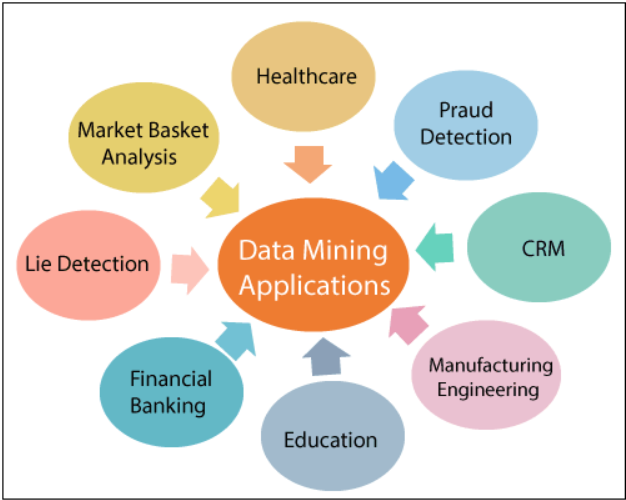 Healthcare
Praud
Detection
CRM
Manufacturing
Engineering
Education
Financial
Banking
Lie Detection
Market Basket
Analysis
Data Mining
Applications